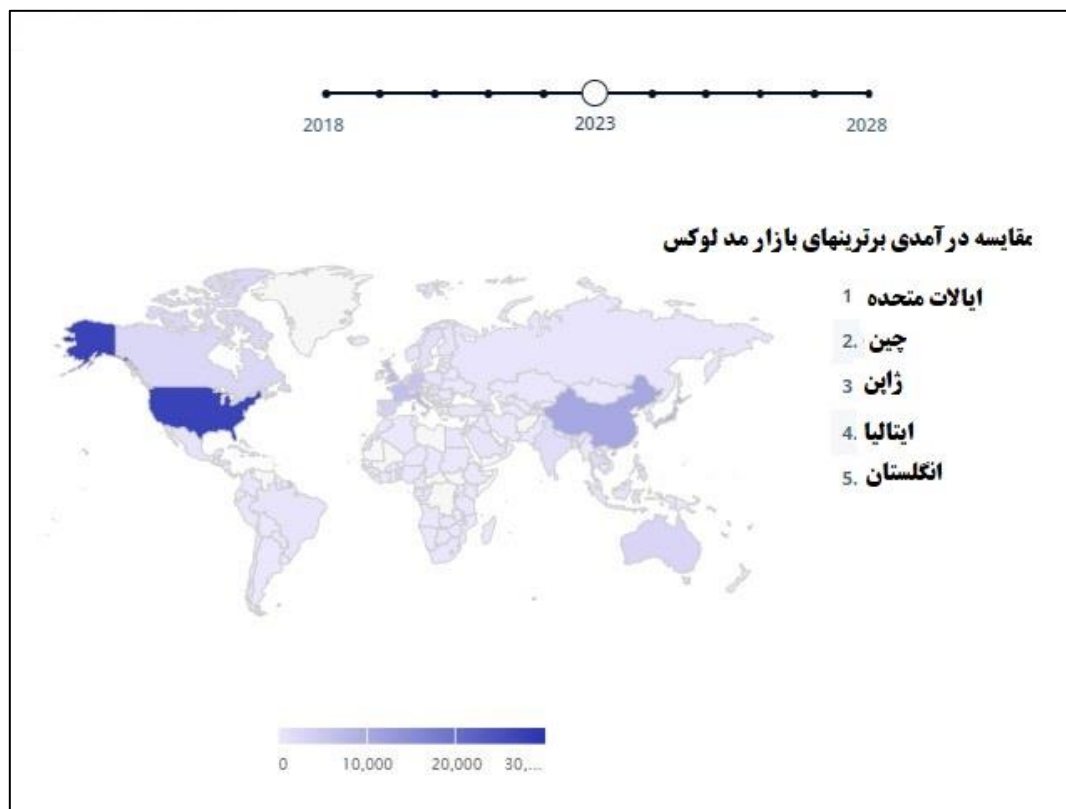 2018 2023 2028
مقایسه درآمدی برترینهای بازار مد لوکس
1 ایالات متحده
2. چین
3 ژاپن
4. ایتالیا
5. انگلستان
0 10,000 20,000 30,...